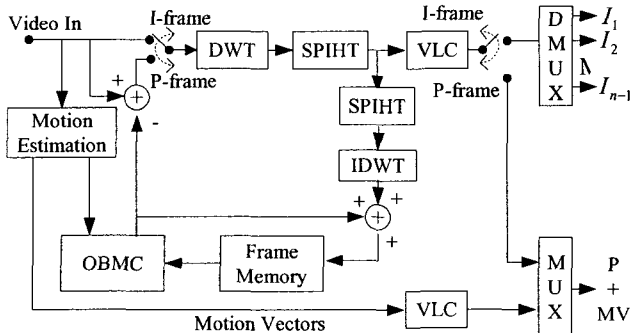 Video In
I-frame
P-frame
DWT
SPIHT
VLC
I-frame
P-frame
D
M
U
X
I₁
I₂
M
Iₙ₋₁
+
-
+
Motion
Estimation
SPIHT
IDWT
+
+
+
+
OBMC
Frame
Memory
Motion Vectors
VLC
M
U
X
P
+
MV